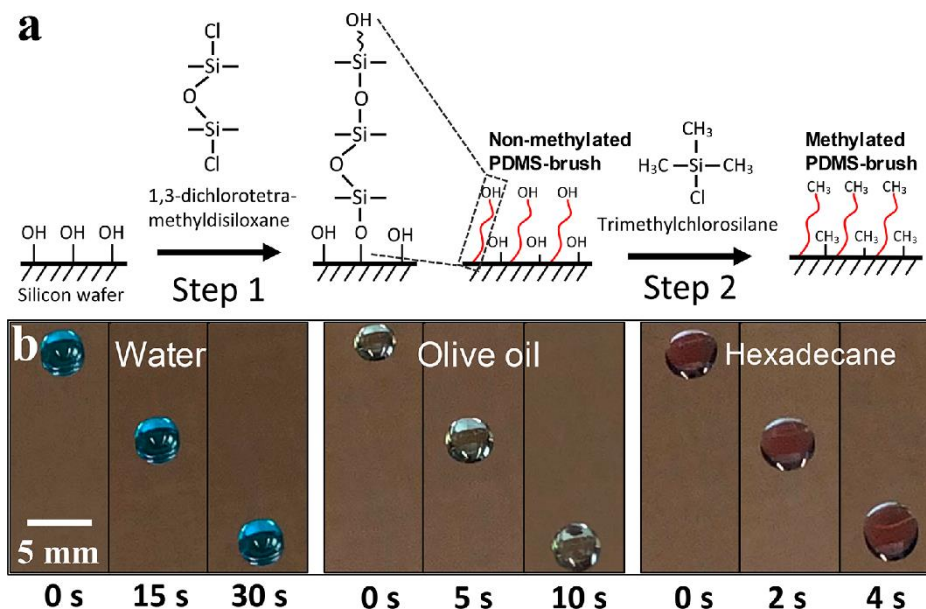 a
Cl
Si
O
Si
Cl
1,3-dichlorotetra-
methyldisiloxane
OH OH OH
Silicon wafer
Step 1
OH
Si
O
Si
O
Si
O
OH OH
Non-methylated
PDMS-brush
OH OH OH
OH OH OH
CH₃
H₃C Si CH₃
Cl
Trimethylchlorosilane
Step 2
Methylated
PDMS-brush
CH₃ CH₃ CH₃
CH₃ CH₃ CH₃
b
Water
Olive oil
Hexadecane
5 mm
0 s 15 s 30 s 0 s 5 s 10 s 0 s 2 s 4 s